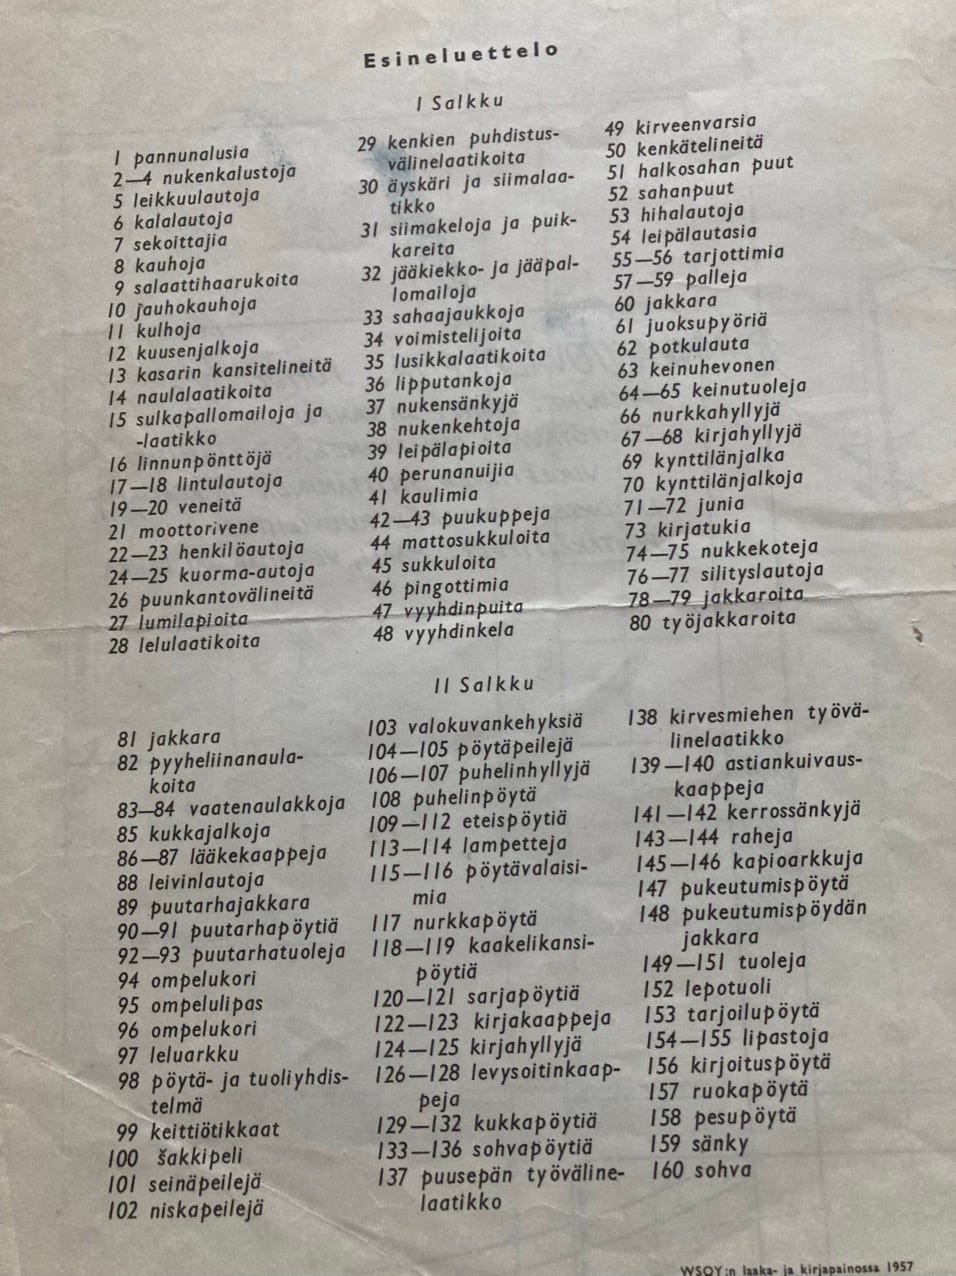 Esineluettelo
I Salkku
1 pannunalusia
2—4 nukenkalustoja
5 leikkuulautoja
6 kalalautoja
7 sekoittajia
8 kauhoja
9 salaattihaarukoita
10 jauhokauhoja
11 kulhoja
12 kuusenjalkoja
13 kasarin kansitelineitä
14 naulalaatikoita
15 sulkapallomailoja ja
-laatikko
16 linnunpönttöjä
17—18 lintulautoja
19—20 veneitä
21 moottorivene
22—23 henkilöautoja
24—25 kuorma-autoja
26 puunkantovälineitä
27 lumilapioita
28 lelulaatikoita
29 kenkien puhdistus-
välinelaatikoita
30 äyskäri ja siimalaa-
tikko
31 siimakeloja ja puik-
kareita
32 jääkiekko- ja jääpal-
lomailoja
33 sahaajaukkoja
34 voimistelijoita
35 lusikkalaatikoita
36 lipputankoja
37 nukensänkyjä
38 nukenkehtoja
39 leipälapioita
40 perunanuijia
41 kaulimia
42—43 puukuppeja
44 mattosukkuloita
45 sukkuloita
46 pingottimia
47 vyyhdinpuita
48 vyyhdinkela
49 kirveenvarsia
50 kenkätelineitä
51 halkosahan puut
52 sahanpuut
53 hihalautoja
54 leipälautasia
55—56 tarjottimia
57—59 palleja
60 jakkara
61 juoksupyöriä
62 potkulauta
63 keinuhevonen
64—65 keinutuoleja
66 nurkkahyllyjä
67—68 kirjahyllyjä
69 kynttilänjalka
70 kynttilänjalkoja
71—72 junia
73 kirjatukia
74—75 nukkekoteja
76—77 silityslautoja
78—79 jakkaroita
80 työjakkaroita
II Salkku
81 jakkara
82 pyyheliinanaula-
koita
83—84 vaatenaulakkoja
85 kukkajalkoja
86—87 lääkekaappeja
88 leivinlautoja
89 puutarhajakkara
90—91 puutarhapöytiä
92—93 puutarhatuoleja
94 ompelukori
95 ompelulipas
96 ompelukori
97 leluarkku
98 pöytä- ja tuoliyhdis-
telmä
99 keittiötikkaat
100 šakkipeli
101 seinäpeilejä
102 niskapeilejä
103 valokuvankehyksiä
104—105 pöytäpeilejä
106—107 puhelinhyllyjä
108 puhelinpöytä
109—112 eteispöytiä
113—114 lampetteja
115—116 pöytävalaisi-
mia
117 nurkkapöytä
118—119 kaakelikansi-
pöytiä
120—121 sarjapöytiä
122—123 kirjakaappeja
124—125 kirjahyllyjä
126—128 levysoitinkaap-
peja
129—132 kukkapöytiä
133—136 sohvapöytiä
137 puusepän työväline-
laatikko
138 kirvesmiehen työvä-
linelaatikko
139—140 astiankuivaus-
kaappeja
141—142 kerrossänkyjä
143—144 raheja
145—146 kapioarkkuja
147 pukeutumispöytä
148 pukeutumispöydän
jakkara
149—151 tuoleja
152 lepotuoli
153 tarjoilupöytä
154—155 lipastoja
156 kirjoituspöytä
157 ruokapöytä
158 pesupöytä
159 sänky
160 sohva
WSOY:n laaka- ja kirjapainossa 1957